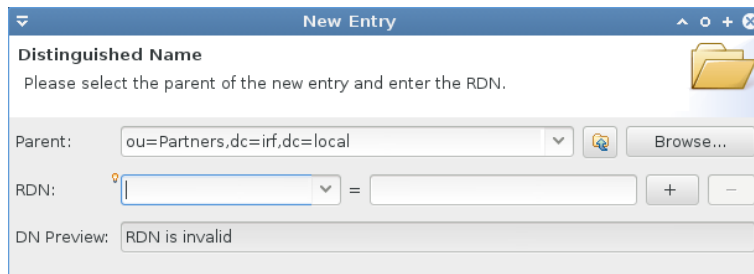 New Entry
Distinguished Name
Please select the parent of the new entry and enter the RDN.
Parent: ou=Partners,dc=irf,dc=local Browse...
RDN: = + −
DN Preview: RDN is invalid